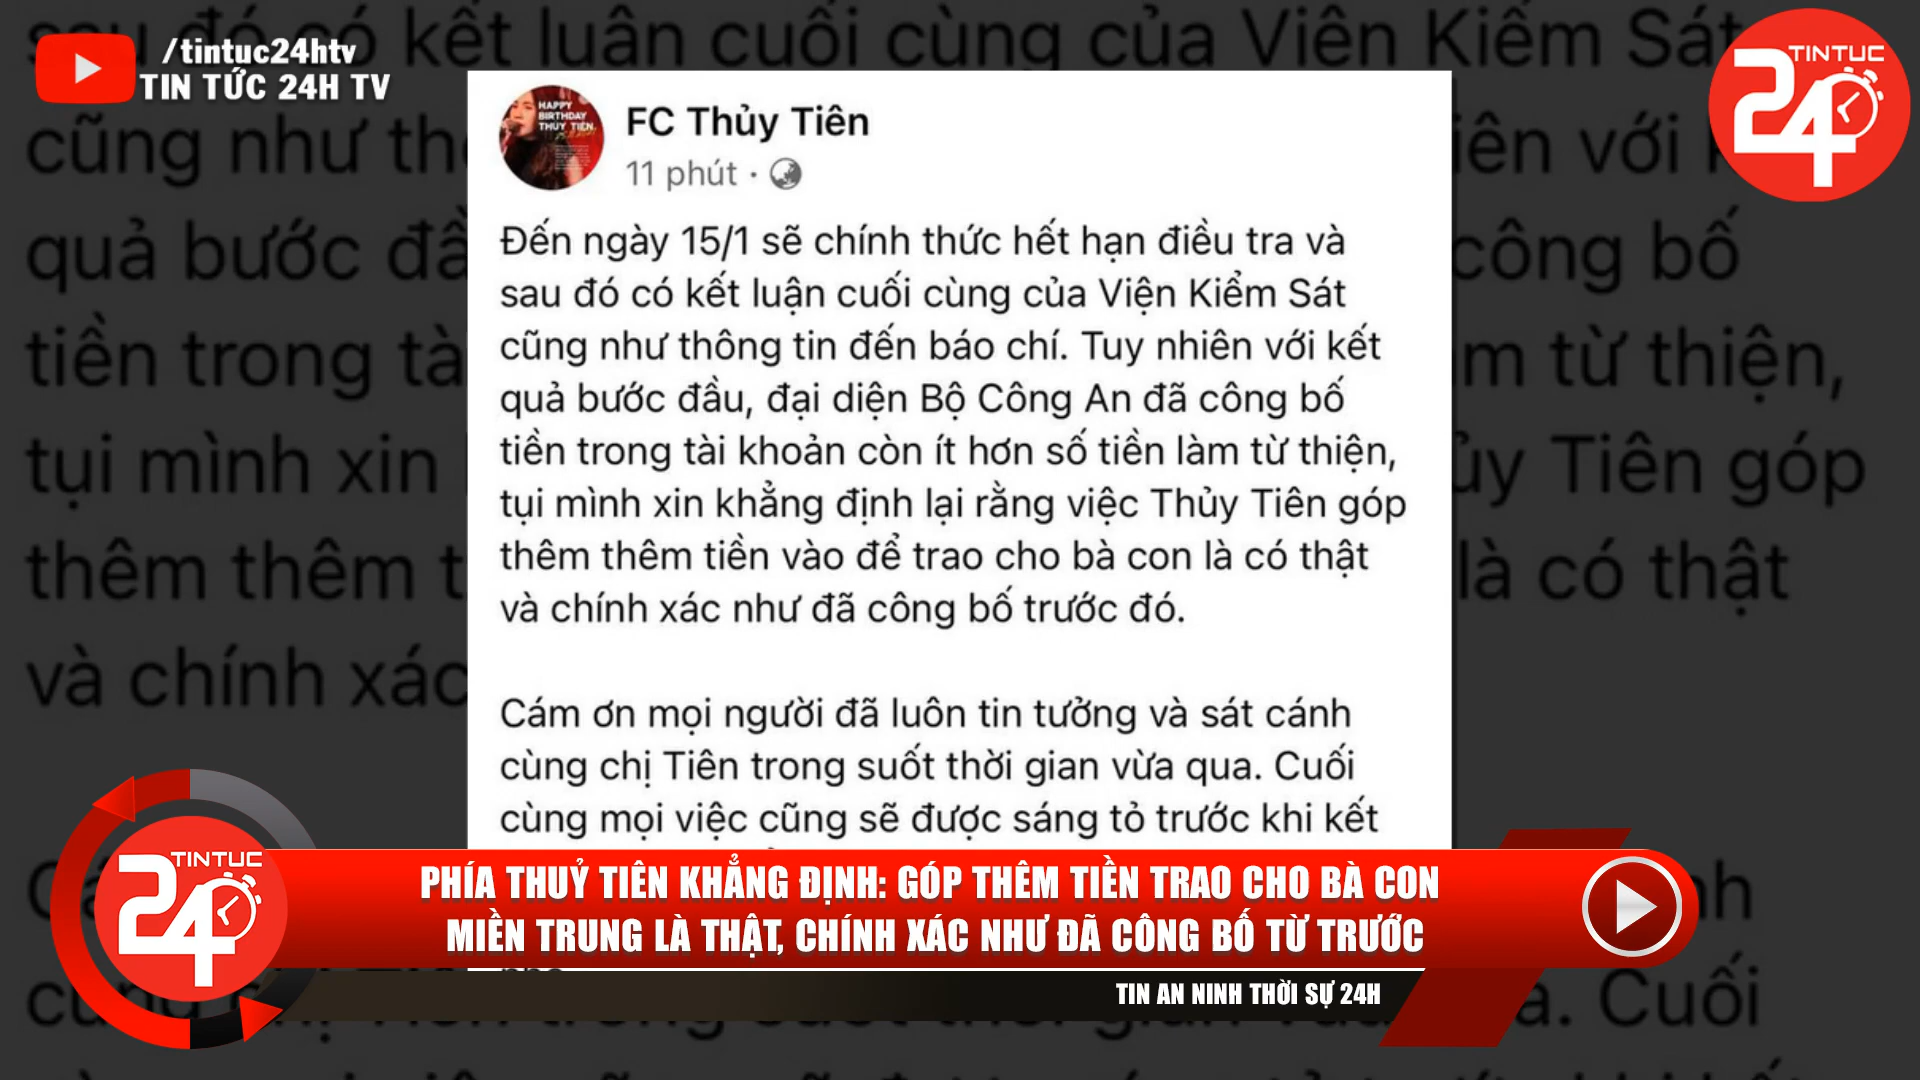 /tintuc24htv
TIN TỨC 24H TV
TINTUC
24
HAPPY
BIRTHDAY
THỦY TIÊN
FC Thủy Tiên
11 phút
Đến ngày 15/1 sẽ chính thức hết hạn điều tra và
sau đó có kết luận cuối cùng của Viện Kiểm Sát
cũng như thông tin đến báo chí. Tuy nhiên với kết
quả bước đầu, đại diện Bộ Công An đã công bố
tiền trong tài khoản còn ít hơn số tiền làm từ thiện,
tụi mình xin khẳng định lại rằng việc Thủy Tiên góp
thêm thêm tiền vào để trao cho bà con là có thật
và chính xác như đã công bố trước đó.
Cám ơn mọi người đã luôn tin tưởng và sát cánh
cùng chị Tiên trong suốt thời gian vừa qua. Cuối
cùng mọi việc cũng sẽ được sáng tỏ trước khi kết
TINTUC
24
PHÍA THUỶ TIÊN KHẲNG ĐỊNH: GÓP THÊM TIỀN TRAO CHO BÀ CON
MIỀN TRUNG LÀ THẬT, CHÍNH XÁC NHƯ ĐÃ CÔNG BỐ TỪ TRƯỚC
TIN AN NINH THỜI SỰ 24H